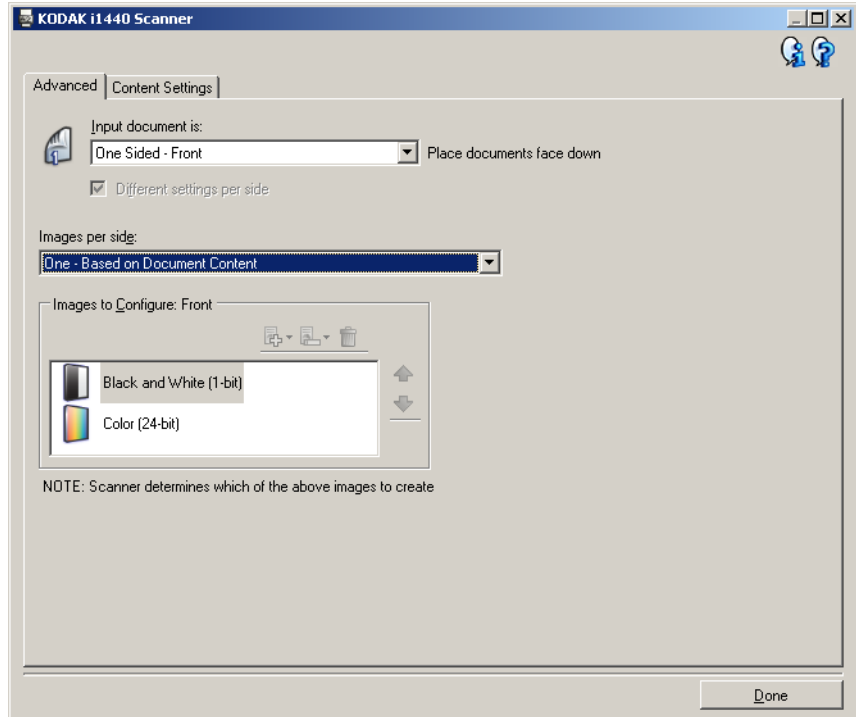 KODAK i1440 Scanner
Advanced
Content Settings
Input document is:
One Sided - Front
Place documents face down
Different settings per side
Images per side:
One - Based on Document Content
Images to Configure: Front
Black and White (1-bit)
Color (24-bit)
NOTE: Scanner determines which of the above images to create
Done